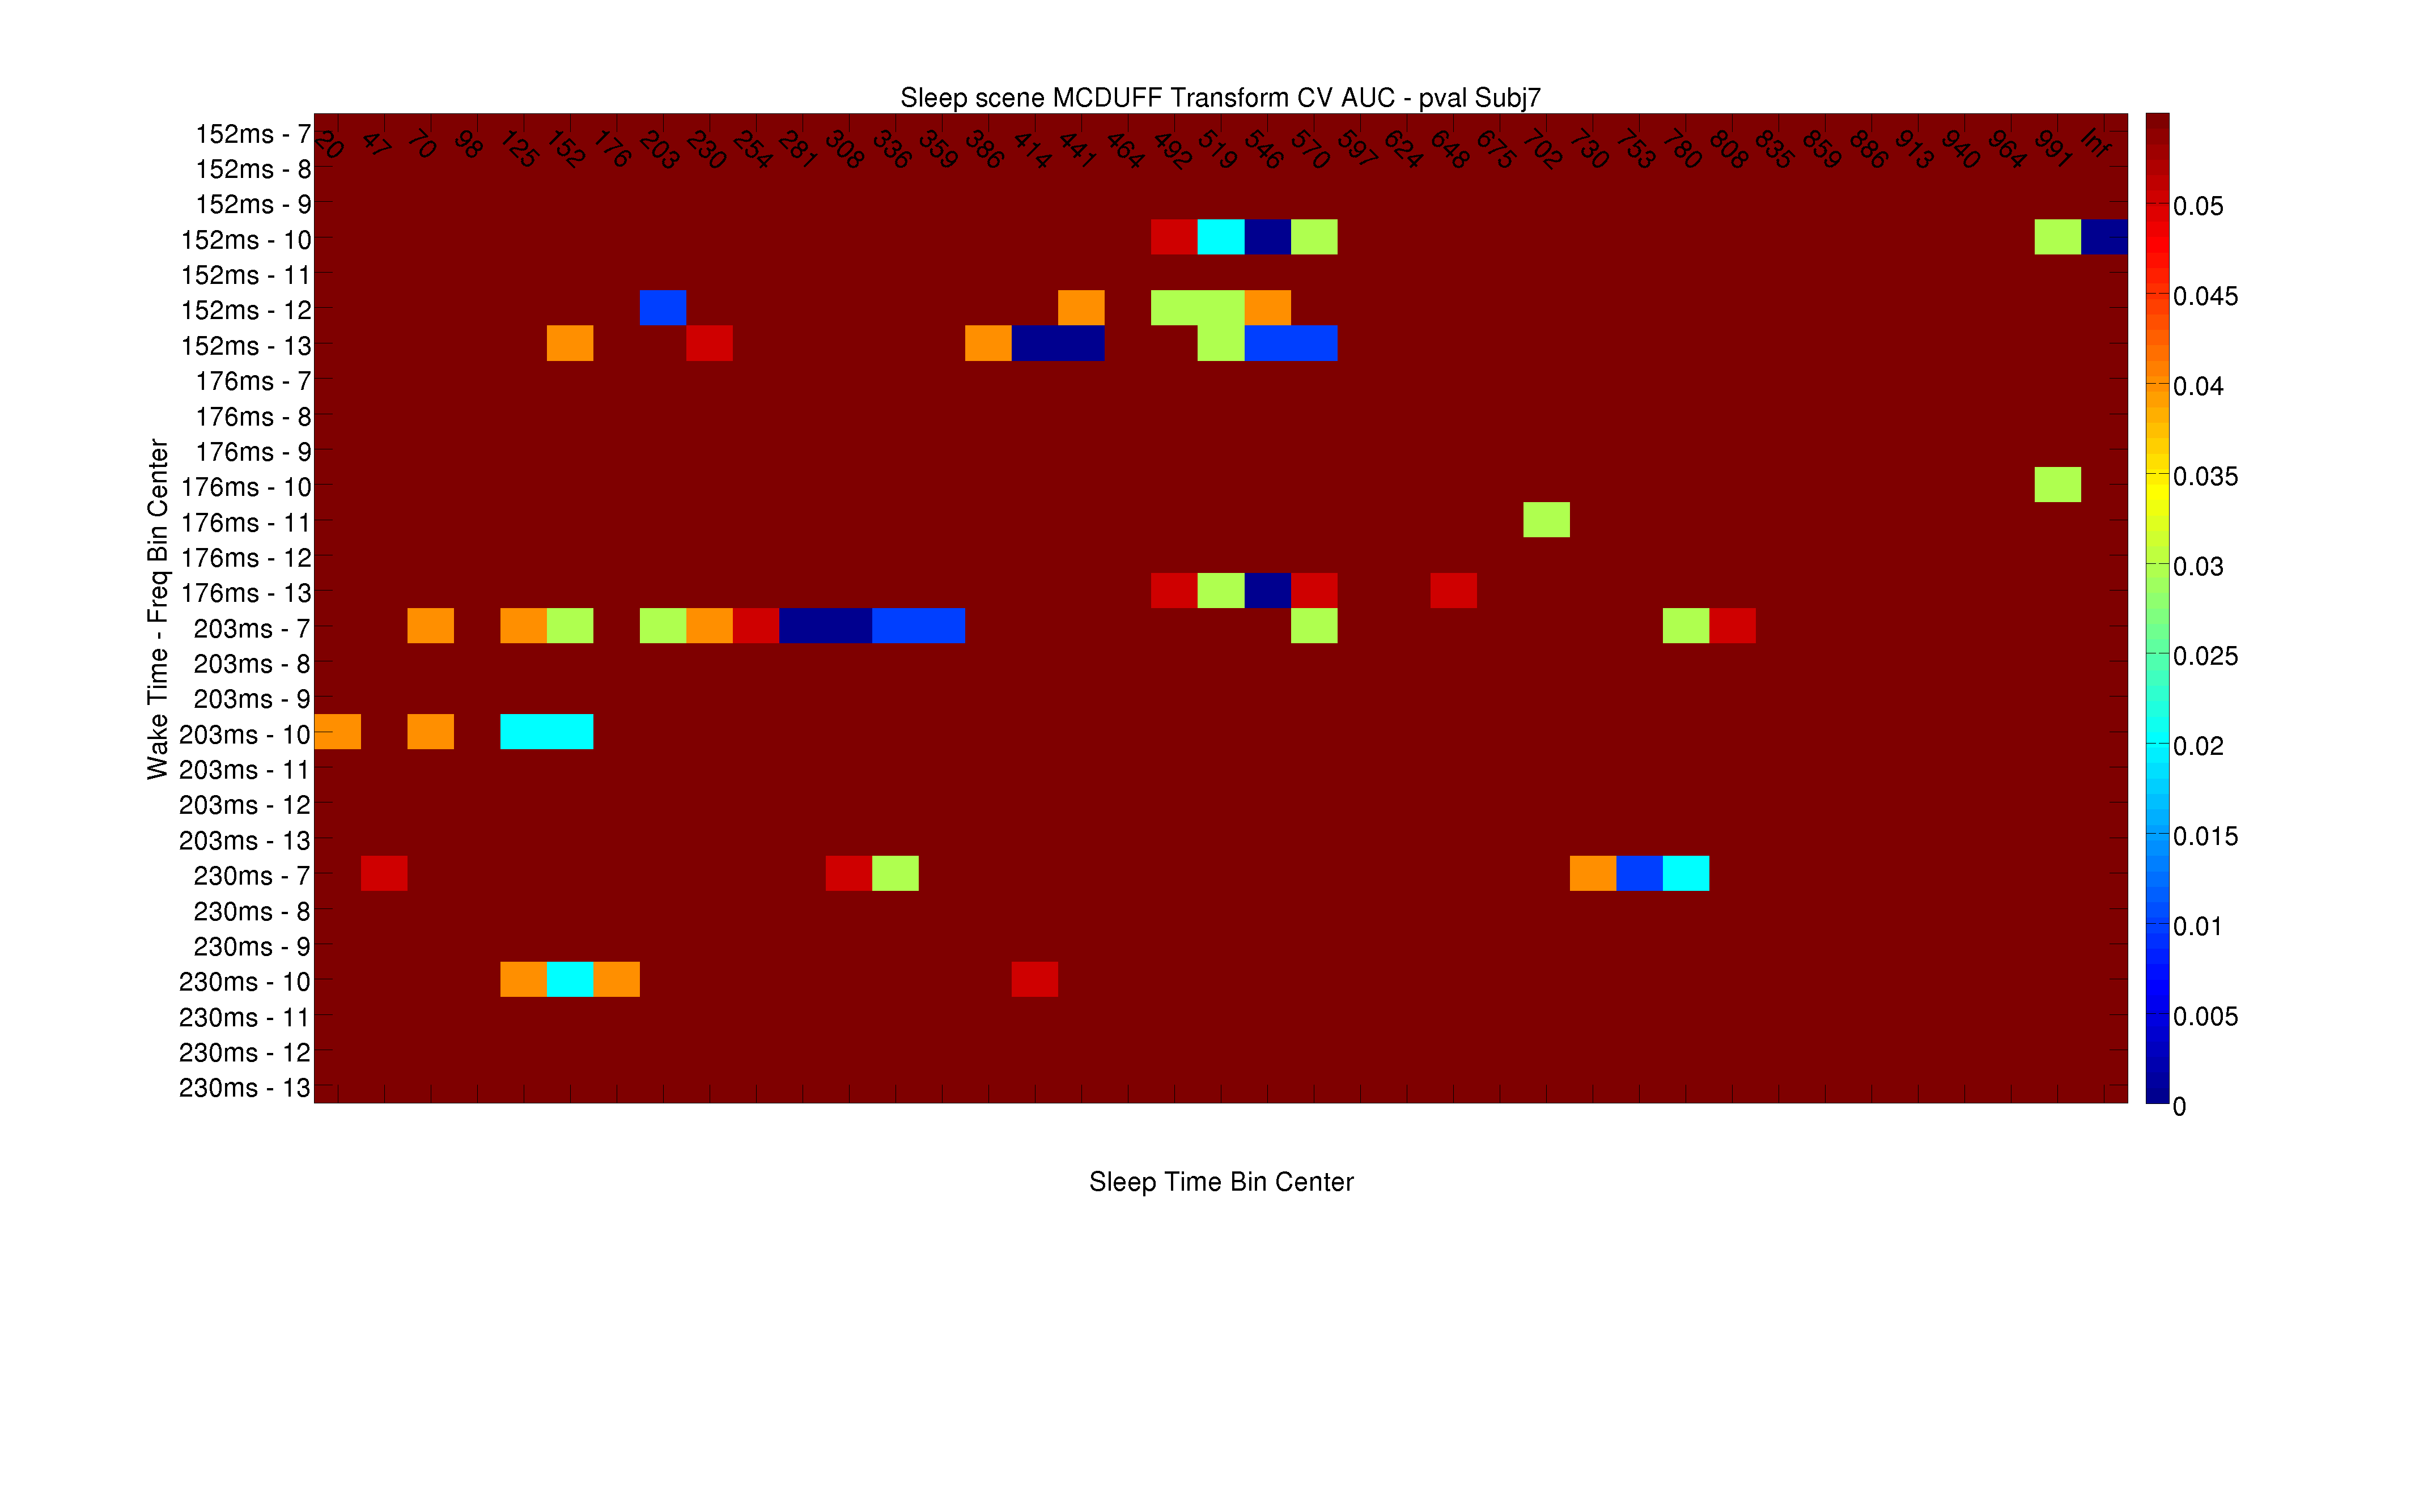 Sleep scene MCDUFF Transform CV AUC - pval Subj7
20 47 70 98 125 152 176 203 230 254 281 308 336 359 386 414 441 464 492 519 546 570 597 624 648 675 702 730 753 780 808 835 859 886 913 940 964 991 Inf
152ms - 7
152ms - 8
152ms - 9
152ms - 10
152ms - 11
152ms - 12
152ms - 13
176ms - 7
176ms - 8
176ms - 9
176ms - 10
176ms - 11
176ms - 12
176ms - 13
203ms - 7
203ms - 8
203ms - 9
203ms - 10
203ms - 11
203ms - 12
203ms - 13
230ms - 7
230ms - 8
230ms - 9
230ms - 10
230ms - 11
230ms - 12
230ms - 13
Wake Time - Freq Bin Center
0.05
0.045
0.04
0.035
0.03
0.025
0.02
0.015
0.01
0.005
0
Sleep Time Bin Center